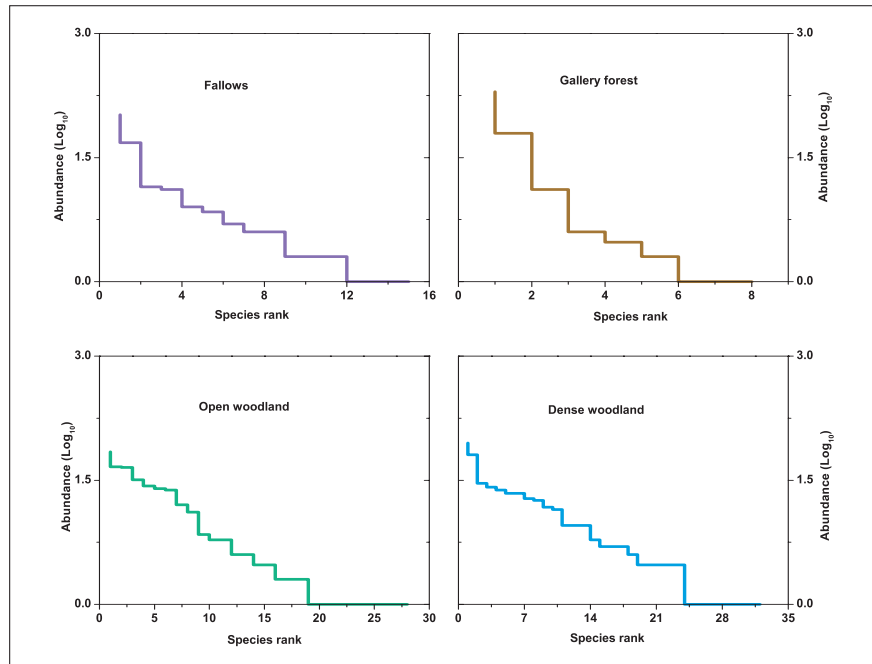 3.0
3.0
Fallows
Gallery forest
Abundance (Log10)
1.5
1.5
Abundance (Log10)
0.0
0.0
0 4 8 12 16
0 2 4 6 8
Species rank
Species rank
3.0
3.0
Open woodland
Dense woodland
Abundance (Log10)
1.5
1.5
Abundance (Log10)
0.0
0.0
0 5 10 15 20 25 30
0 7 14 21 28 35
Species rank
Species rank